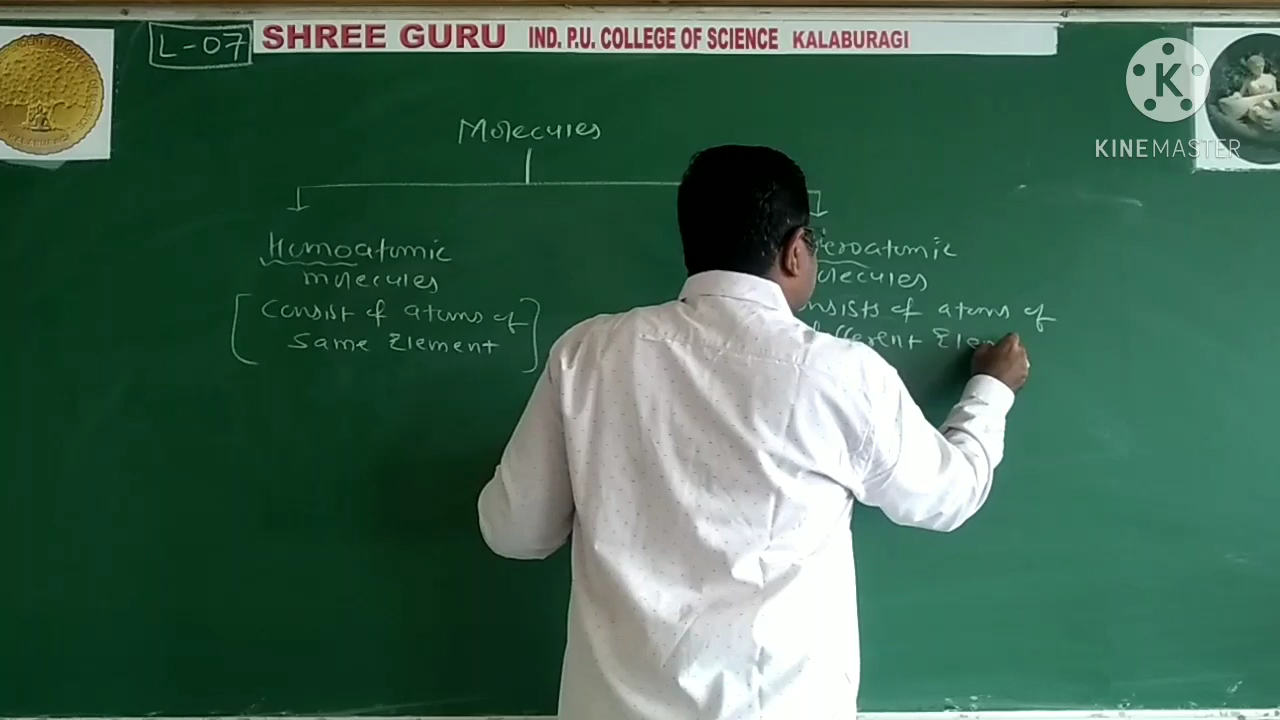 L-07
SHREE GURU IND. P.U. COLLEGE OF SCIENCE KALABURAGI
KINEMASTER
Molecules
Homoatomic
molecules
Consist of atoms of
Same Element
eroatomic
olecules
nsists of atoms of
ifferent Elem